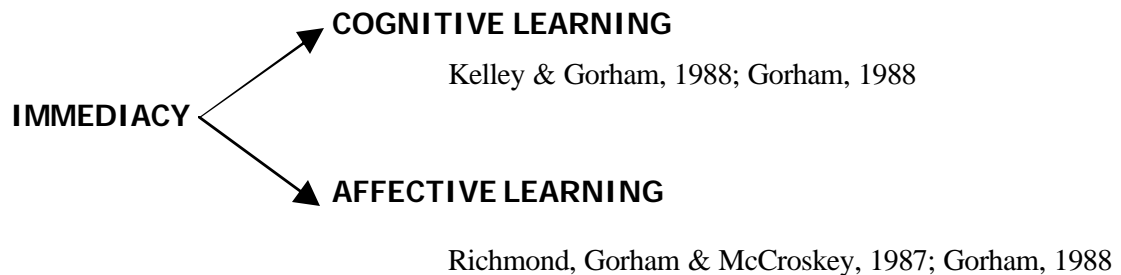 COGNITIVE LEARNING
Kelley & Gorham, 1988; Gorham, 1988
IMMEDIACY
AFFECTIVE LEARNING
Richmond, Gorham & McCroskey, 1987; Gorham, 1988